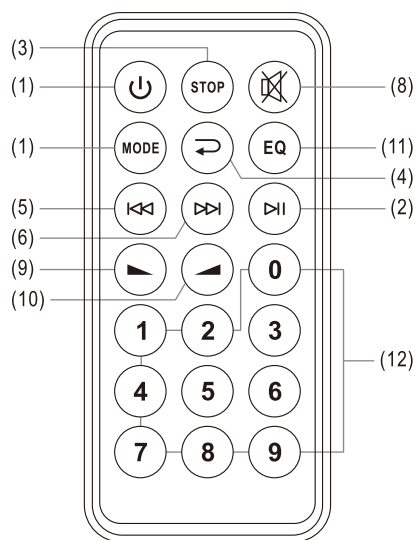 (3)
(1) STOP (8)
(1) MODE EQ (11)
(4)
(5) (2)
(6)
(9) 0
(10)
1 2 3
(12)
4 5 6
7 8 9